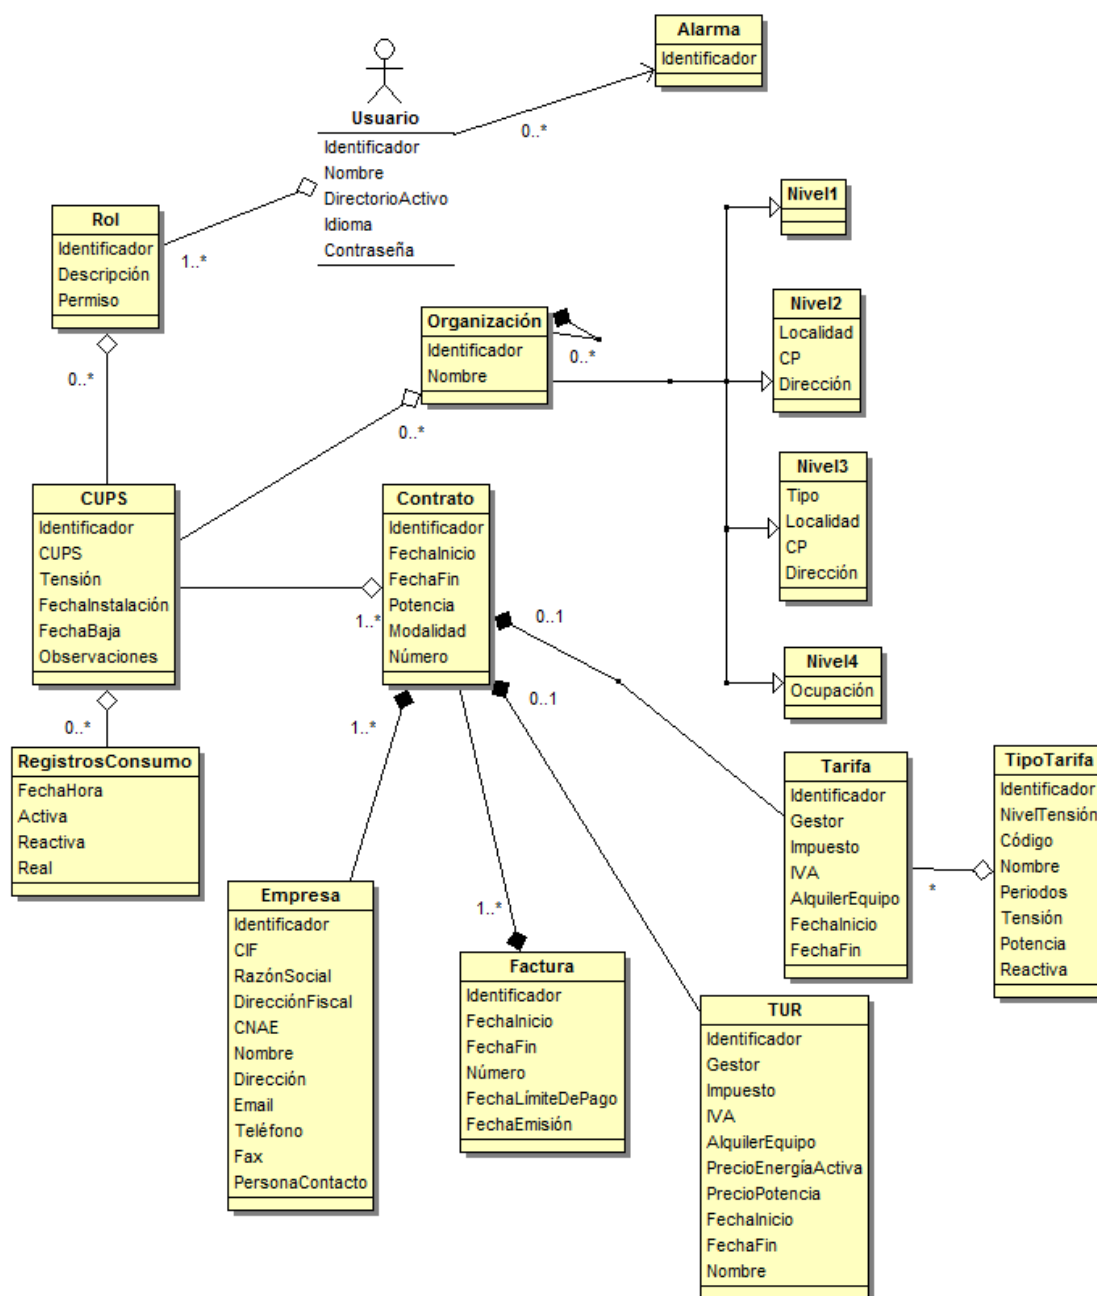 Alarma
Identificador
0..*
Usuario
Identificador
Nombre
DirectorioActivo
Idioma
Contraseña
Rol
Identificador
Descripción
Permiso
1..*
0..*
Nivel1
Nivel2
Localidad
CP
Dirección
Organización
Identificador
Nombre
0..*
0..*
Nivel3
Tipo
Localidad
CP
Dirección
CUPS
Identificador
CUPS
Tensión
FechaInstalación
FechaBaja
Observaciones
Contrato
Identificador
FechaInicio
FechaFin
Potencia
Modalidad
Número
1..*
0..1
0..1
1..*
0..*
Nivel4
Ocupación
RegistrosConsumo
FechaHora
Activa
Reactiva
Real
Tarifa
Identificador
Gestor
Impuesto
IVA
AlquilerEquipo
FechaInicio
FechaFin
*
TipoTarifa
Identificador
NivelTensión
Código
Nombre
Periodos
Tensión
Potencia
Reactiva
Empresa
Identificador
CIF
RazónSocial
DirecciónFiscal
CNAE
Nombre
Dirección
Email
Teléfono
Fax
PersonaContacto
1..*
Factura
Identificador
FechaInicio
FechaFin
Número
FechaLímiteDePago
FechaEmisión
TUR
Identificador
Gestor
Impuesto
IVA
AlquilerEquipo
PrecioEnergíaActiva
PrecioPotencia
FechaInicio
FechaFin
Nombre